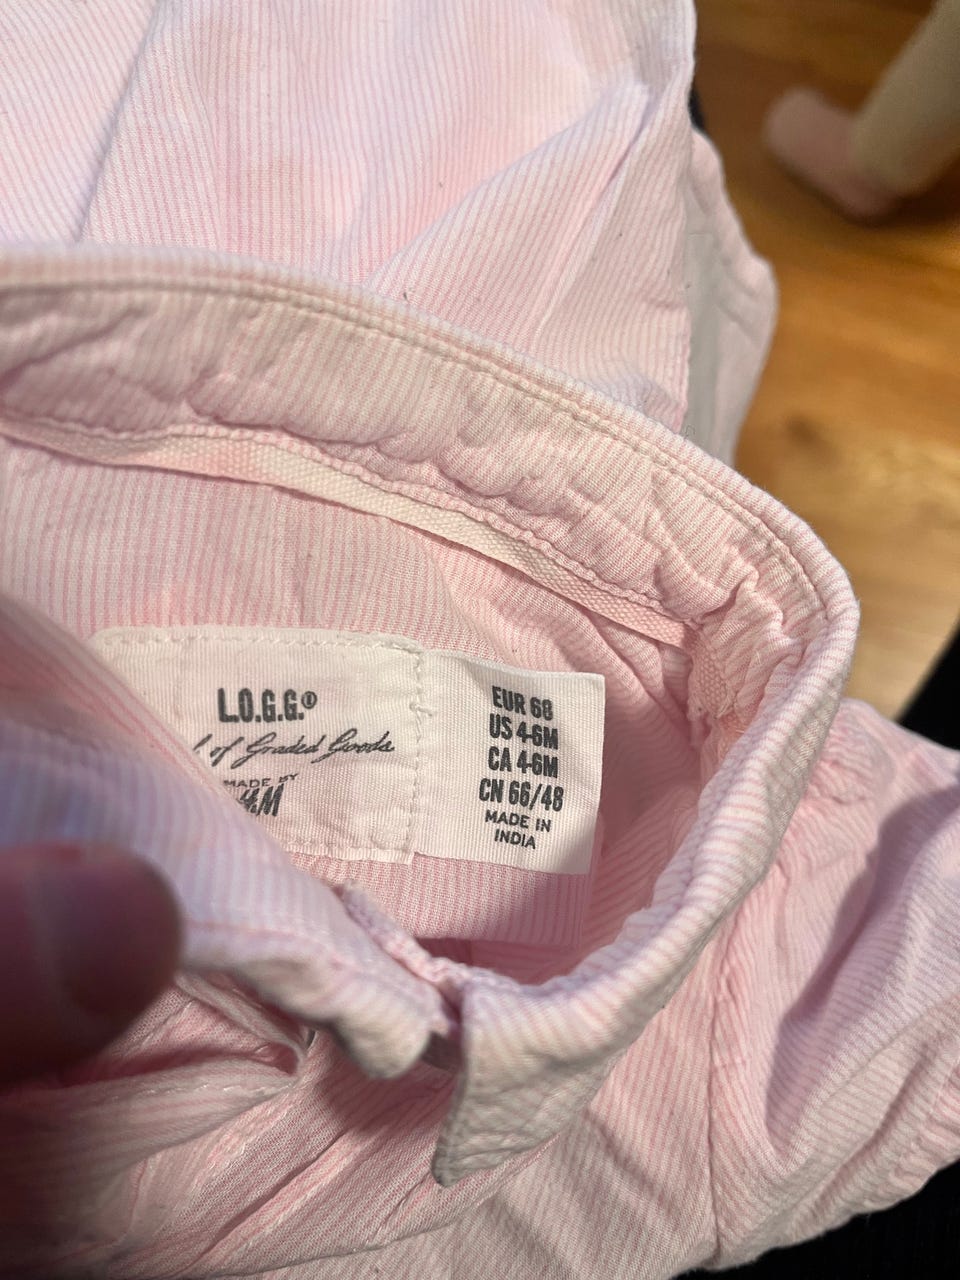 L.O.G.G.®
of Graded Goods
MADE BY
H&M
EUR 68
US 4-6M
CA 4-6M
CN 66/48
MADE IN
INDIA